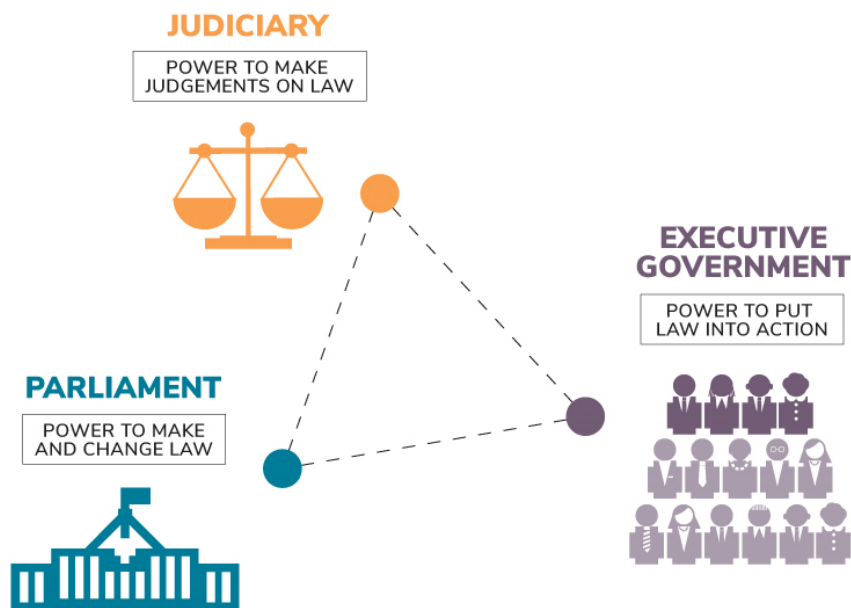 JUDICIARY
POWER TO MAKE
JUDGEMENTS ON LAW
EXECUTIVE
GOVERNMENT
POWER TO PUT
LAW INTO ACTION
PARLIAMENT
POWER TO MAKE
AND CHANGE LAW